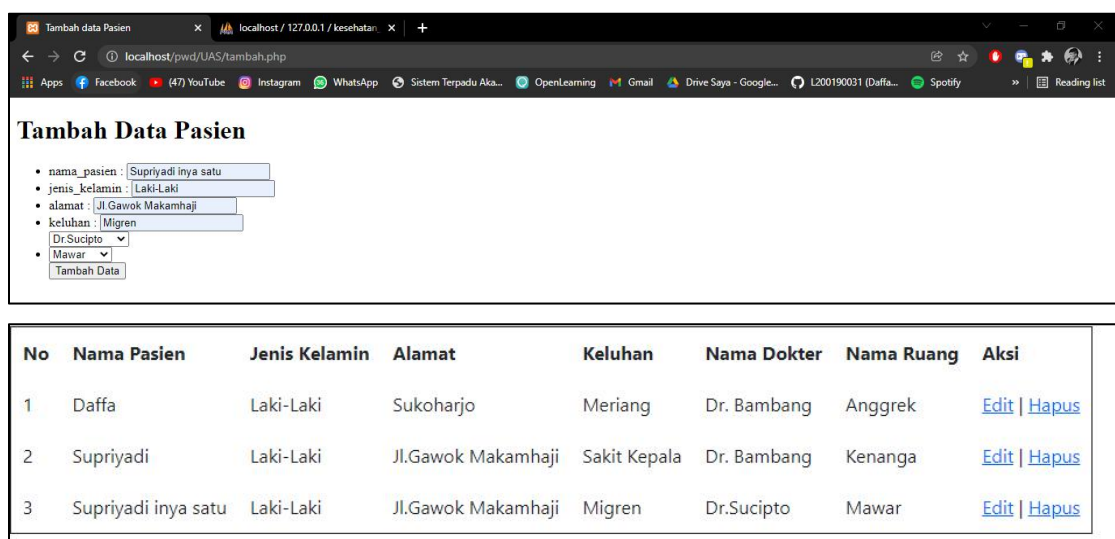 Tambah data Pasien
localhost / 127.0.0.1 / kesehatan_
localhost/pwd/UAS/tambah.php
Apps Facebook (47) YouTube Instagram WhatsApp Sistem Terpadu Aka... OpenLearning Gmail Drive Saya - Google... L200190031 (Daffa... Spotify » Reading list
Tambah Data Pasien
• nama_pasien : Supriyadi inya satu
• jenis_kelamin : Laki-Laki
• alamat : Jl.Gawok Makamhaji
• keluhan : Migren
Dr.Sucipto
• Mawar
Tambah Data
No Nama Pasien Jenis Kelamin Alamat Keluhan Nama Dokter Nama Ruang Aksi
1 Daffa Laki-Laki Sukoharjo Meriang Dr. Bambang Anggrek Edit | Hapus
2 Supriyadi Laki-Laki Jl.Gawok Makamhaji Sakit Kepala Dr. Bambang Kenanga Edit | Hapus
3 Supriyadi inya satu Laki-Laki Jl.Gawok Makamhaji Migren Dr.Sucipto Mawar Edit | Hapus